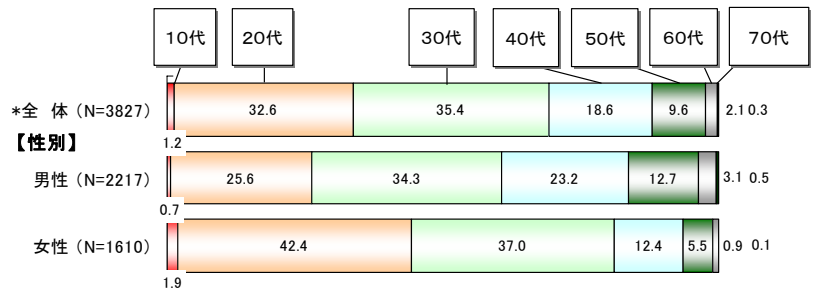 10代 20代 30代 40代 50代 60代 70代
*全 体 (N=3827) 32.6 35.4 18.6 9.6 2.1 0.3
1.2
【性別】
男性 (N=2217) 25.6 34.3 23.2 12.7 3.1 0.5
0.7
女性 (N=1610) 42.4 37.0 12.4 5.5 0.9 0.1
1.9